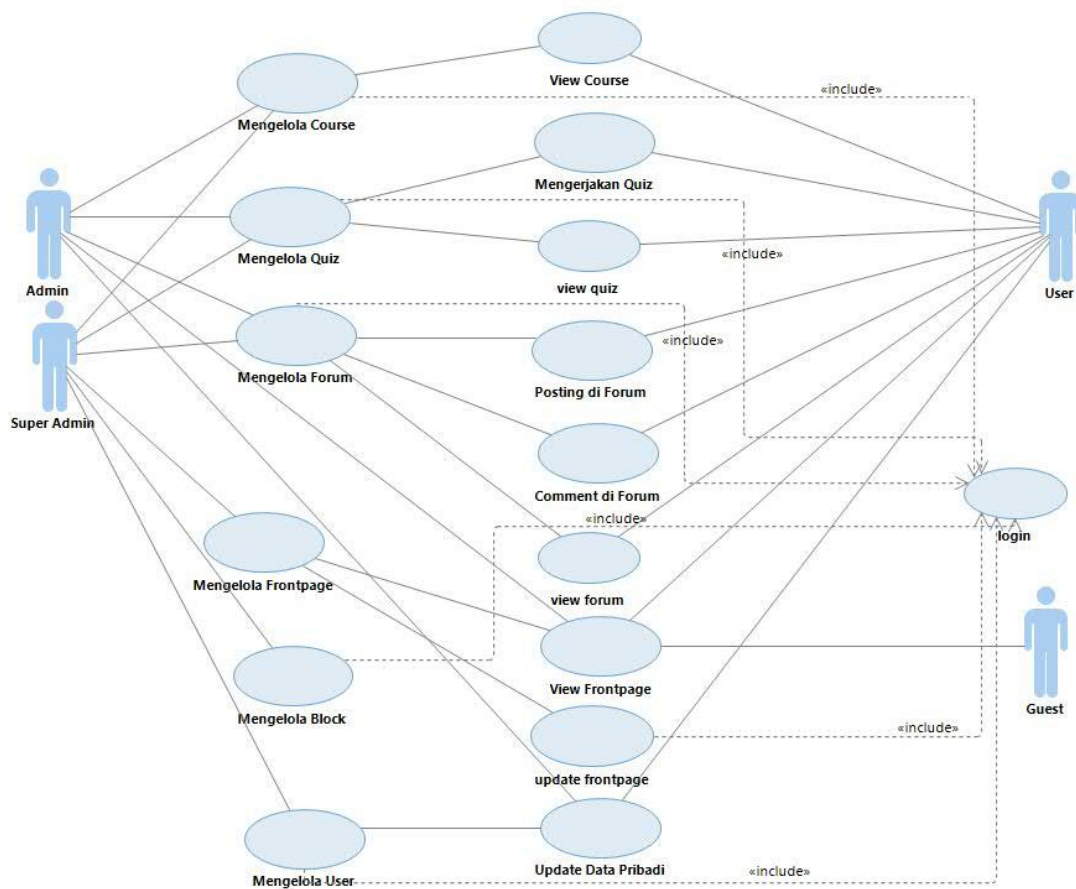 View Course
«include»
Mengelola Course
Mengerjakan Quiz
Mengelola Quiz
«include»
view quiz
Admin
User
«include»
Mengelola Forum
Posting di Forum
Super Admin
Comment di Forum
«include»
login
Mengelola Frontpage
view forum
View Frontpage
Mengelola Block
Guest
«include»
update frontpage
Update Data Pribadi
«include»
Mengelola User